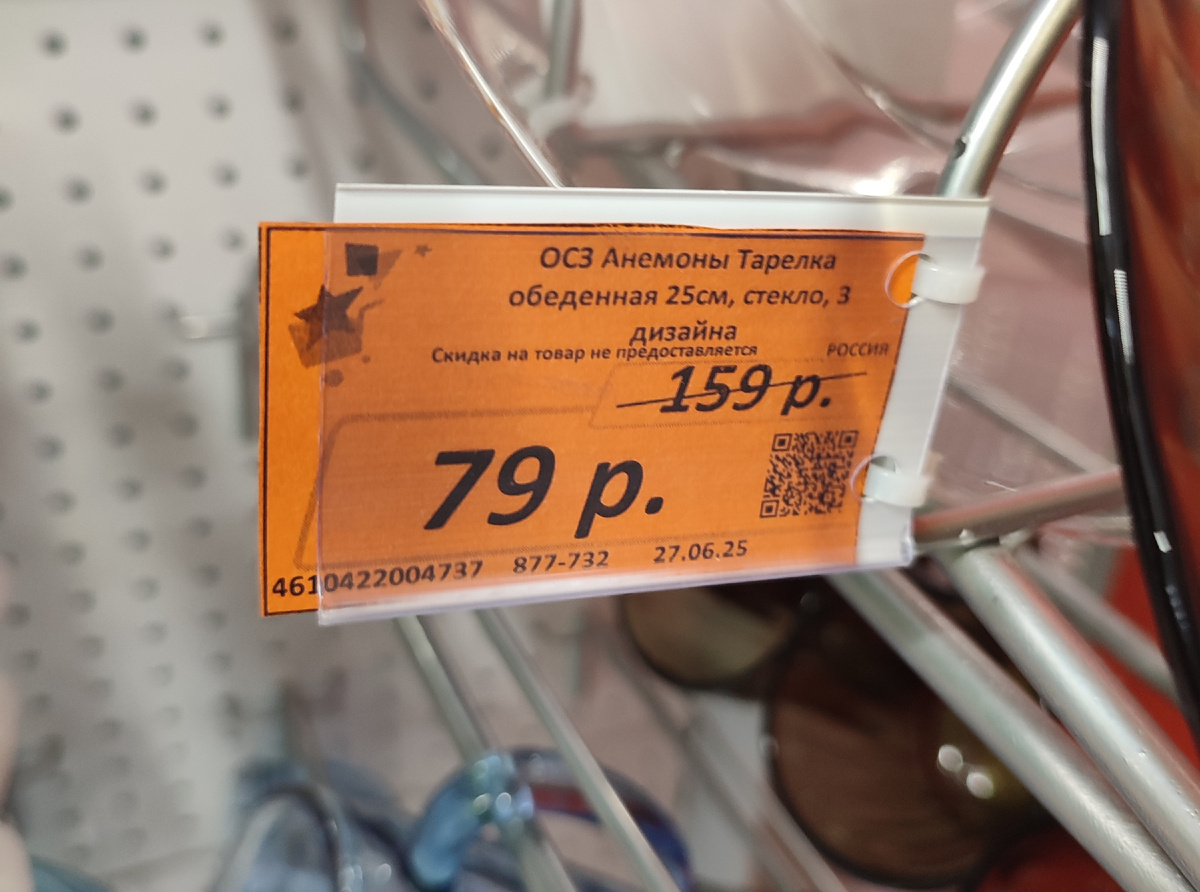 ОСЗ Анемоны Тарелка
обеденная 25см, стекло, 3
дизайна
Скидка на товар не предоставляется РОССИЯ
159 р.
79 р.
4610422004737 877-732 27.06.25